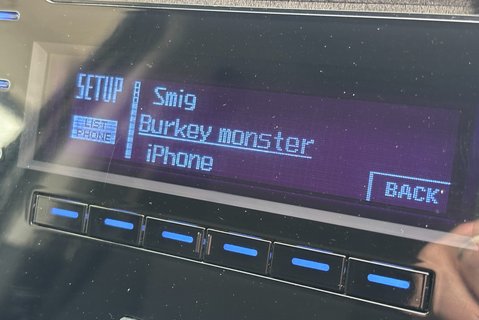 SETUP
LIST
PHONE
Smig
Burkey monster
iPhone
BACK